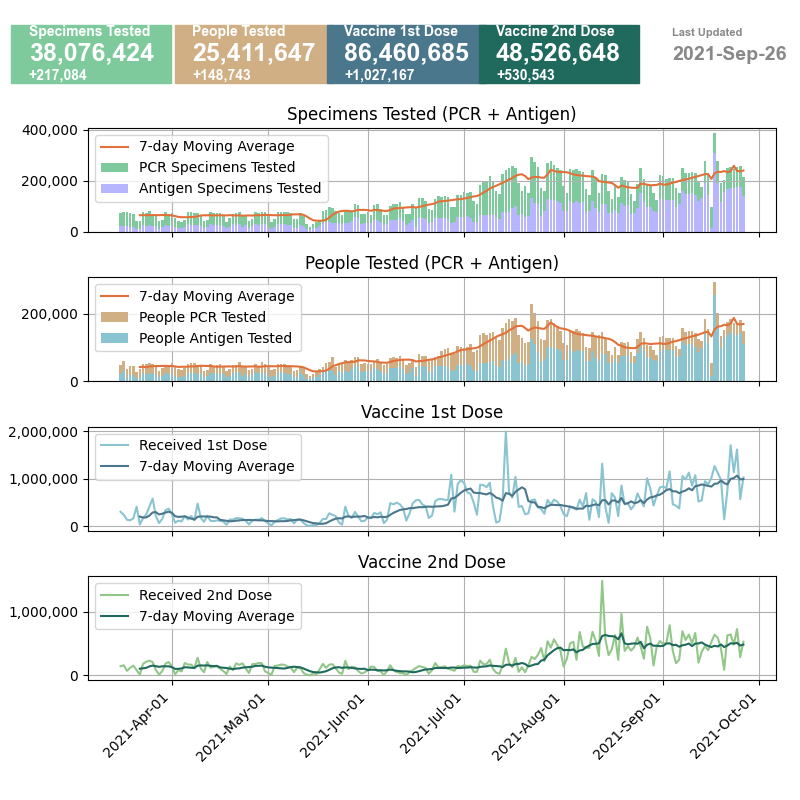 Specimens Tested
38,076,424
+217,084
People Tested
25,411,647
+148,743
Vaccine 1st Dose
86,460,685
+1,027,167
Vaccine 2nd Dose
48,526,648
+530,543
Last Updated
2021-Sep-26
Specimens Tested (PCR + Antigen)
400,000
200,000
0
7-day Moving Average
PCR Specimens Tested
Antigen Specimens Tested
People Tested (PCR + Antigen)
200,000
0
7-day Moving Average
People PCR Tested
People Antigen Tested
Vaccine 1st Dose
2,000,000
1,000,000
0
Received 1st Dose
7-day Moving Average
Vaccine 2nd Dose
1,000,000
0
Received 2nd Dose
7-day Moving Average
2021-Apr-01
2021-May-01
2021-Jun-01
2021-Jul-01
2021-Aug-01
2021-Sep-01
2021-Oct-01